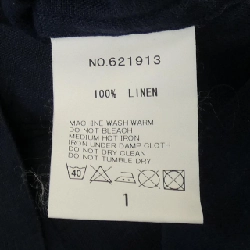 NO.621913
100% LINEN
MACHINE WASH WARM
DO NOT BLEACH
MEDIUM HOT IRON
IRON UNDER DAMP CLOTH
DO NOT DRY CLEAN
DO NOT TUMBLE DRY
40
1